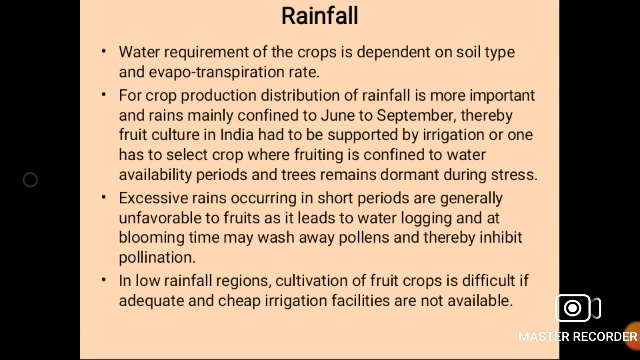 Rainfall
• Water requirement of the crops is dependent on soil type
and evapo-transpiration rate.
• For crop production distribution of rainfall is more important
and rains mainly confined to June to September, thereby
fruit culture in India had to be supported by irrigation or one
has to select crop where fruiting is confined to water
availability periods and trees remains dormant during stress.
• Excessive rains occurring in short periods are generally
unfavorable to fruits as it leads to water logging and at
blooming time may wash away pollens and thereby inhibit
pollination.
• In low rainfall regions, cultivation of fruit crops is difficult if
adequate and cheap irrigation facilities are not available.
MASTER RECORDER